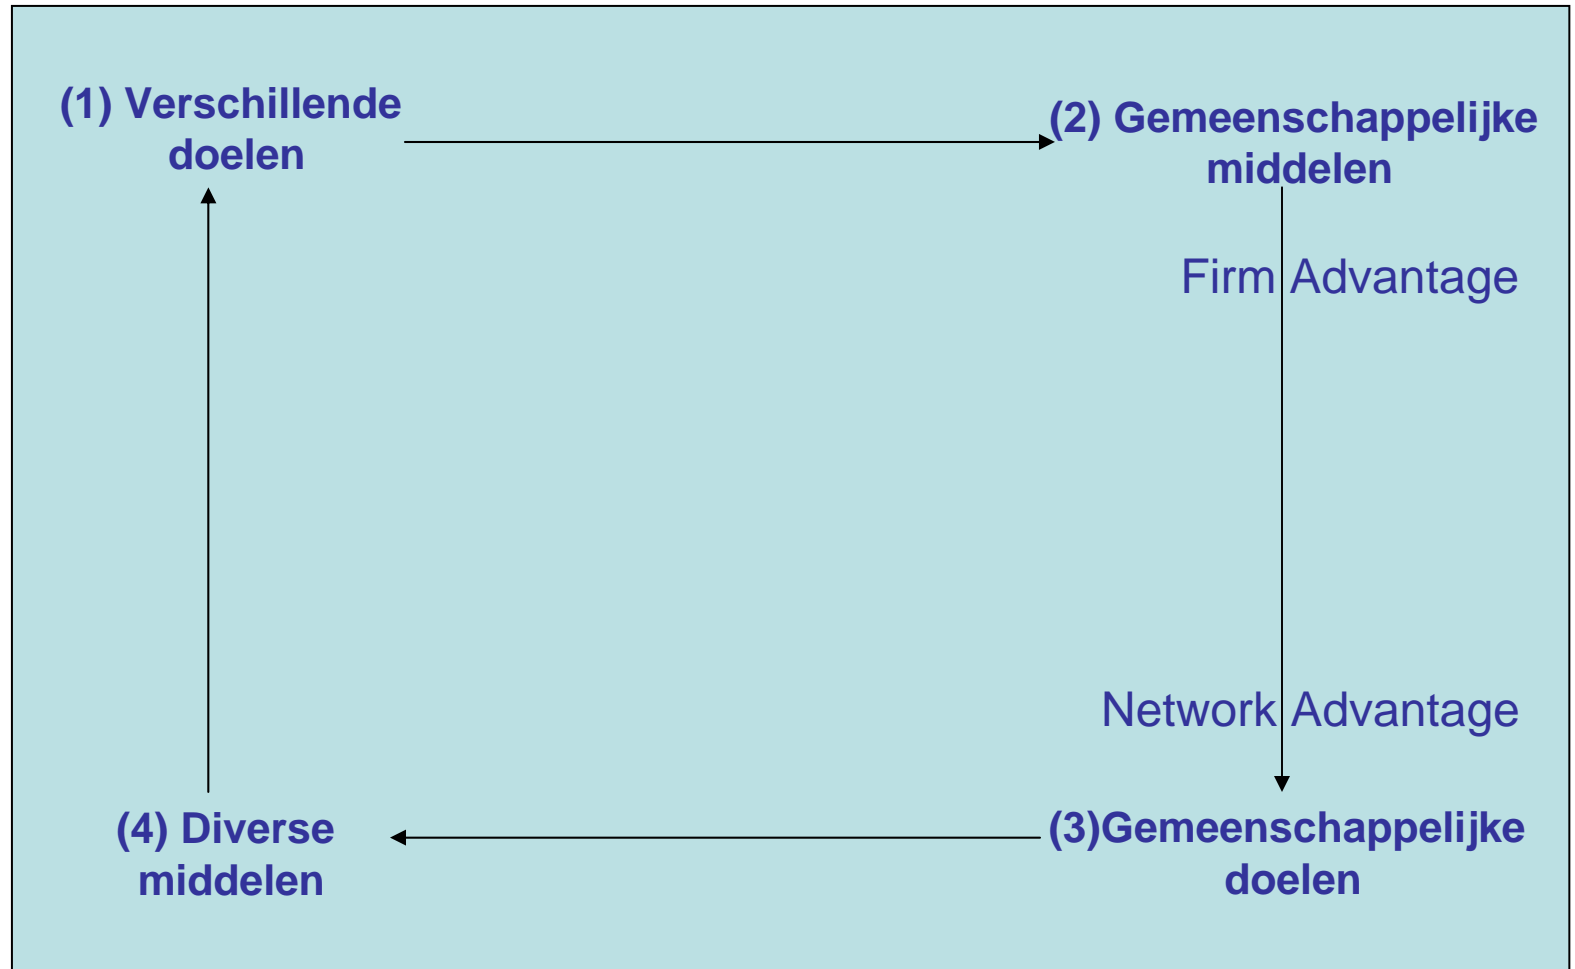 (1) Verschillende
doelen
(2) Gemeenschappelijke
middelen
Firm Advantage
Network Advantage
(3)Gemeenschappelijke
doelen
(4) Diverse
middelen